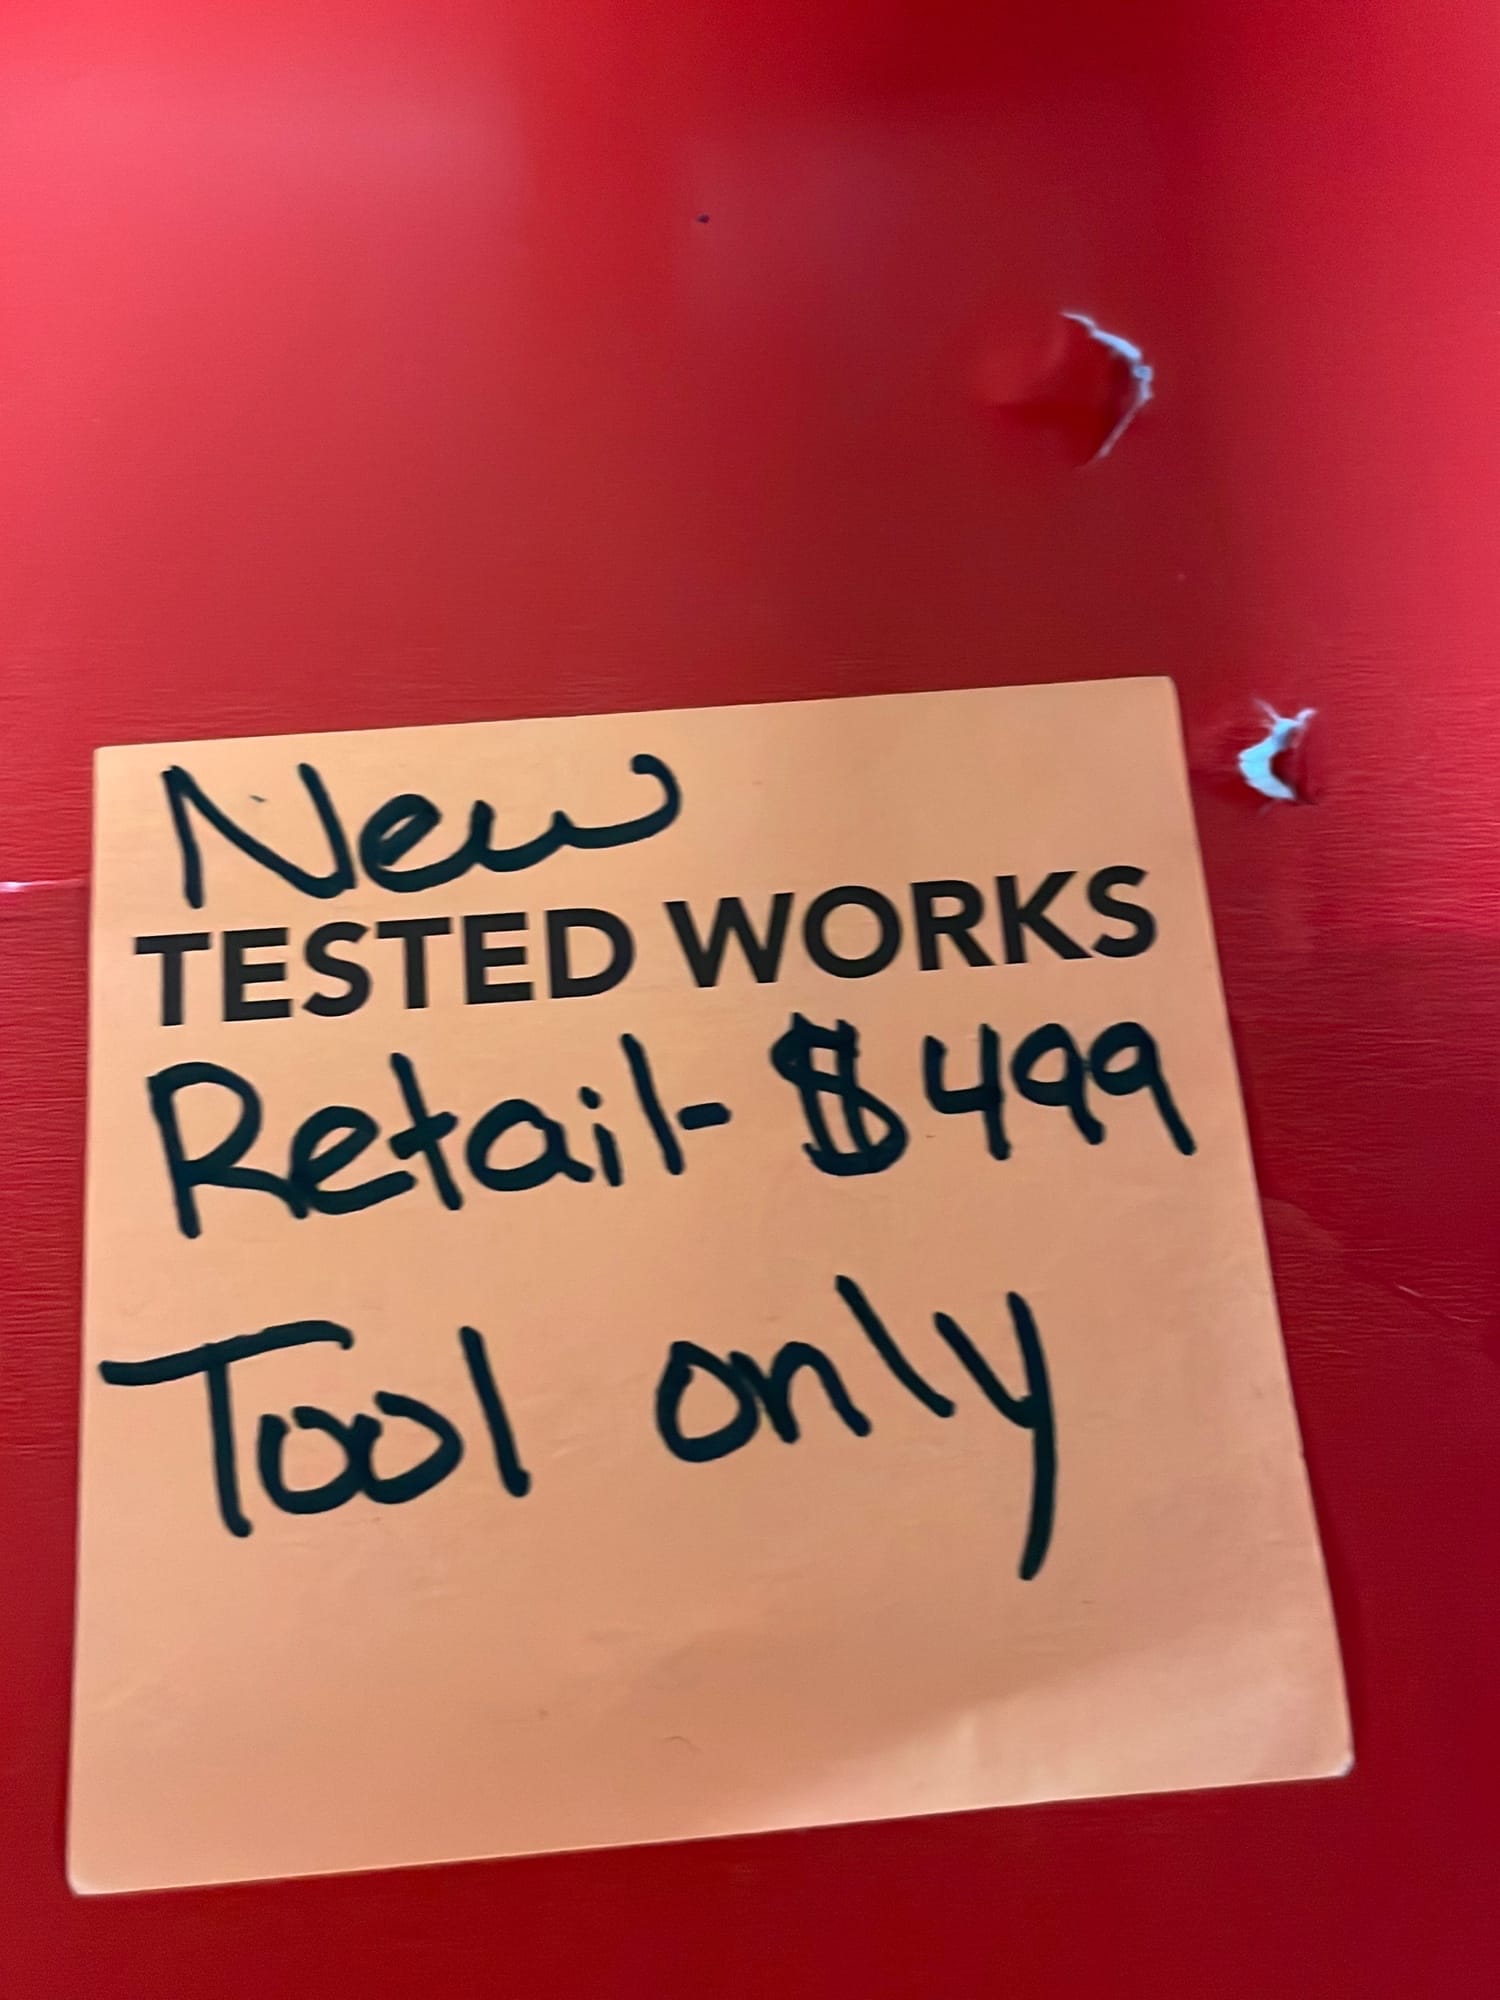 New
TESTED WORKS
Retail- $499
Tool only